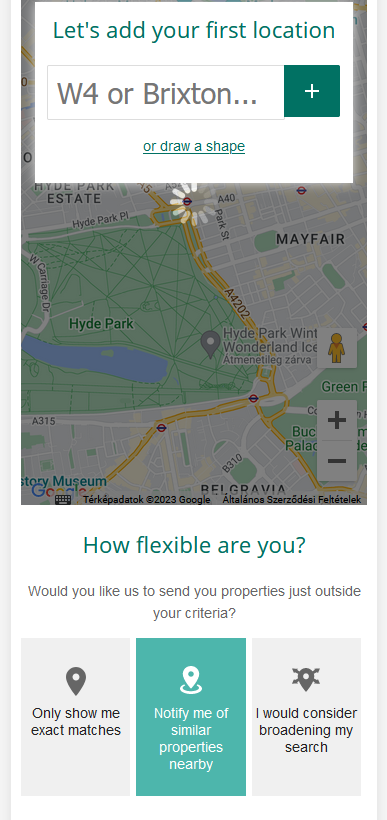 Let's add your first location
W4 or Brixton...
+
or draw a shape
HYDE PARK
ESTATE
A40
Hyde Park Pl
Park St
MAYFAIR
W Carriage Dr
A4202
Hyde Park
Hyde Park Wint
Wonderland Ice
Átmenetileg zárva
Green P
A315
Co
Buc
Palac
B310
story Museum
BELGRAVIA
Google
Térképadatok ©2023 Google
Általános Szerződési Feltételek
How flexible are you?
Would you like us to send you properties just outside
your criteria?
Only show me
exact matches
Notify me of
similar
properties
nearby
I would consider
broadening my
search